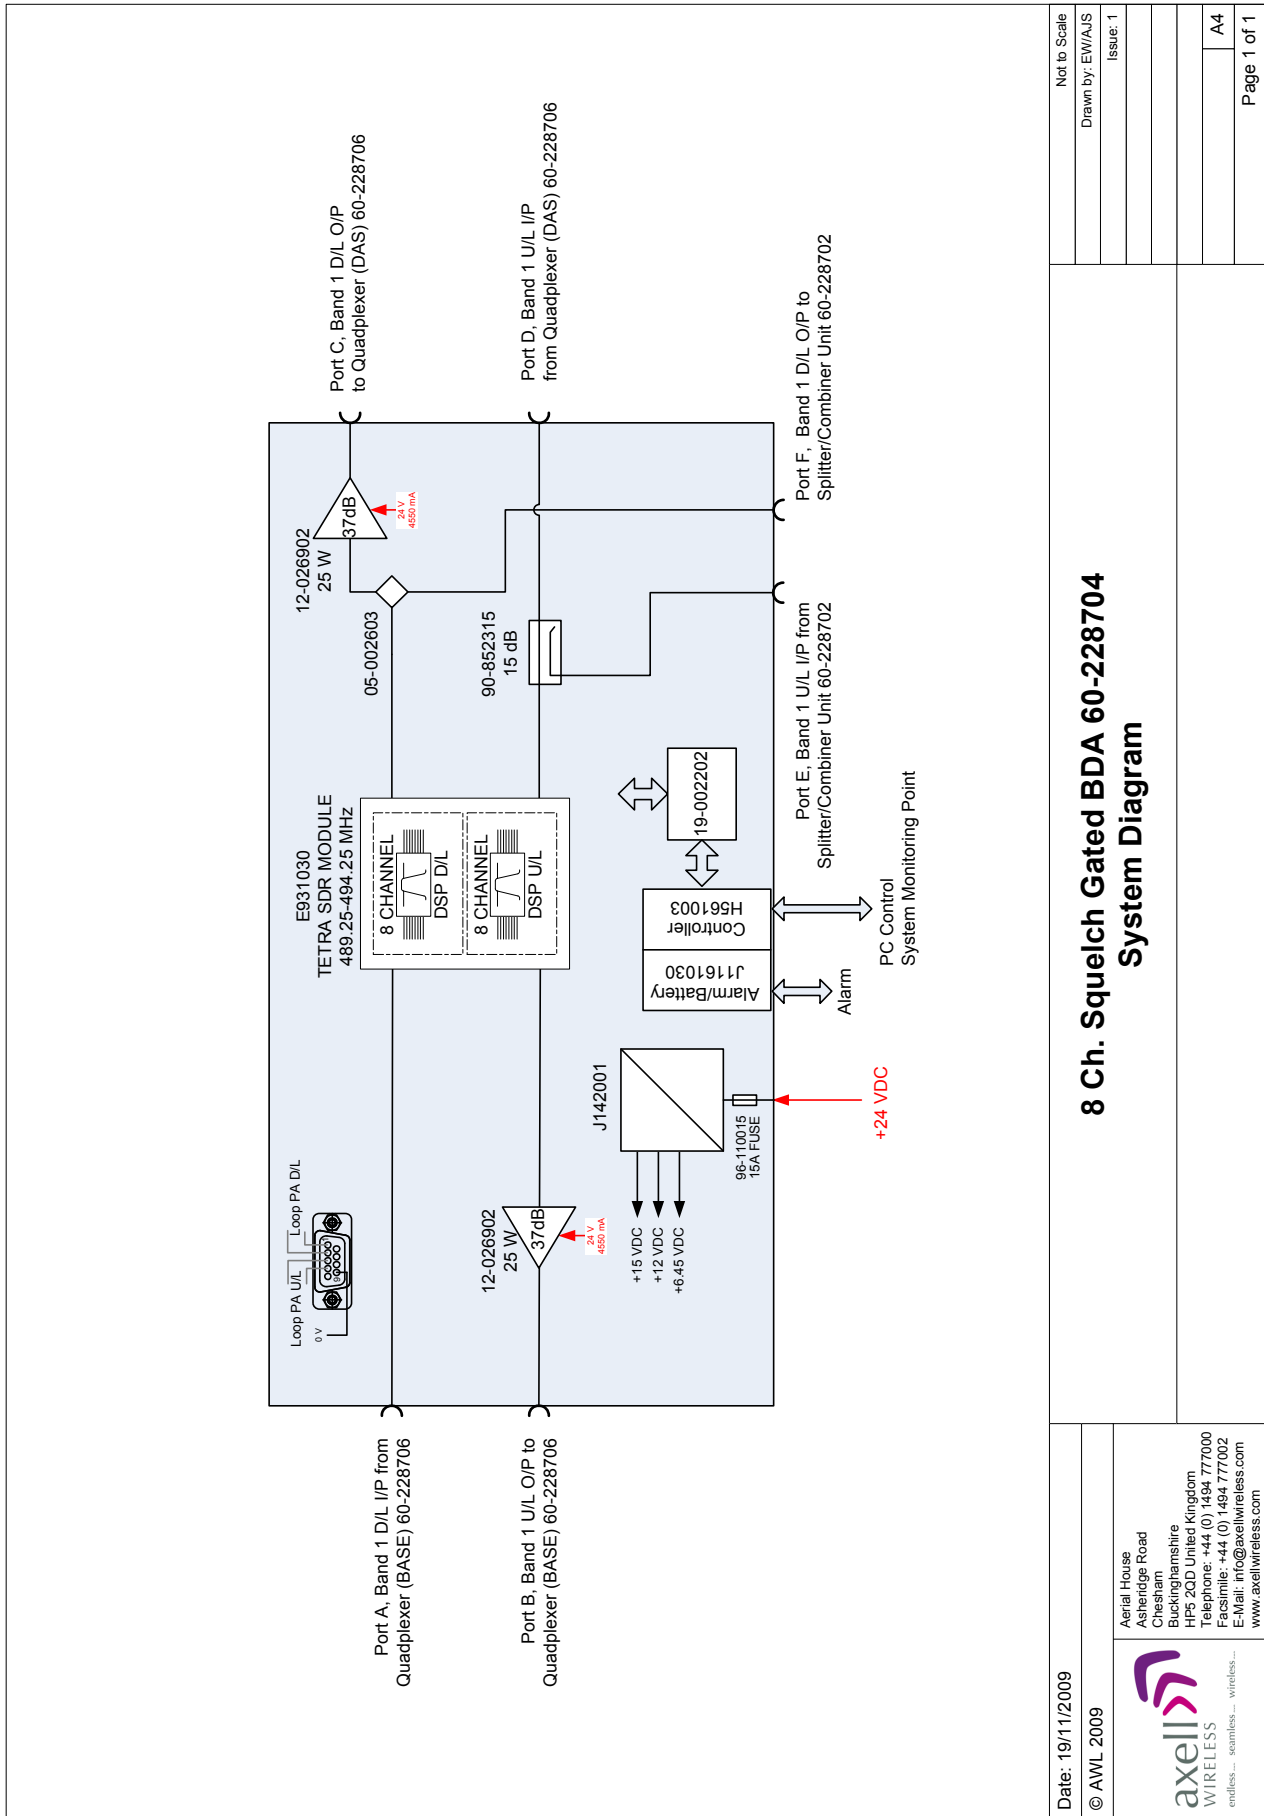 Loop PA U/L
Loop PA D/L
0 V
9
E931030
TETRA SDR MODULE
489.25-494.25 MHz
8 CHANNEL
DSP D/L
8 CHANNEL
DSP U/L
05-002603
12-026902
25 W
37dB
24 V
4550 mA
Port C, Band 1 D/L O/P
to Quadplexer (DAS) 60-228706
Port A, Band 1 D/L I/P from
Quadplexer (BASE) 60-228706
Port B, Band 1 U/L O/P to
Quadplexer (BASE) 60-228706
12-026902
25 W
37dB
24 V
4550 mA
90-852315
15 dB
Port D, Band 1 U/L I/P
from Quadplexer (DAS) 60-228706
J142001
+15 VDC
+12 VDC
+6.45 VDC
96-110015
15A FUSE
+24 VDC
Alarm/Battery
J1161030
Controller
H561003
19-002202
Alarm
PC Control
System Monitoring Point
Port E, Band 1 U/L I/P from
Splitter/Combiner Unit 60-228702
Port F, Band 1 D/L O/P to
Splitter/Combiner Unit 60-228702
Date: 19/11/2009
© AWL 2009
axell
WIRELESS
endless... seamless... wireless...
Aerial House
Asheridge Road
Chesham
Buckinghamshire
HP5 2QD United Kingdom
Telephone: +44 (0) 1494 777000
Facsimile: +44 (0) 1494 777002
E-Mail: info@axellwireless.com
www.axellwireless.com
8 Ch. Squelch Gated BDA 60-228704
System Diagram
Not to Scale
Drawn by: EW/AJS
Issue: 1
A4
Page 1 of 1